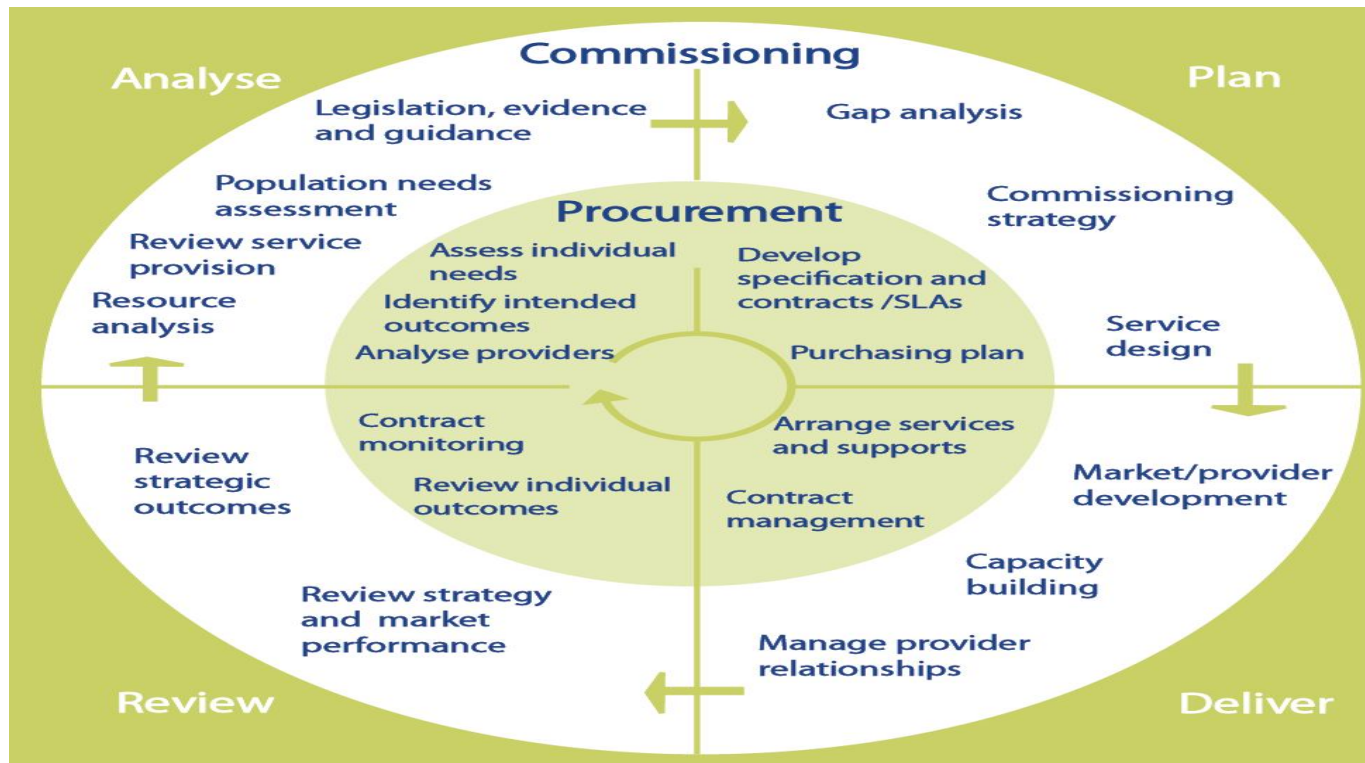 Commissioning
Analyse
Plan
Legislation, evidence
and guidance
Gap analysis
Population needs
assessment
Commissioning
strategy
Review service
provision
Resource
analysis
Service
design
Procurement
Assess individual
needs
Identify intended
outcomes
Analyse providers
Develop
specification and
contracts /SLAs
Purchasing plan
Contract
monitoring
Review individual
outcomes
Arrange services
and supports
Contract
management
Review
strategic
outcomes
Market/provider
development
Capacity
building
Review strategy
and market
performance
Manage provider
relationships
Review
Deliver